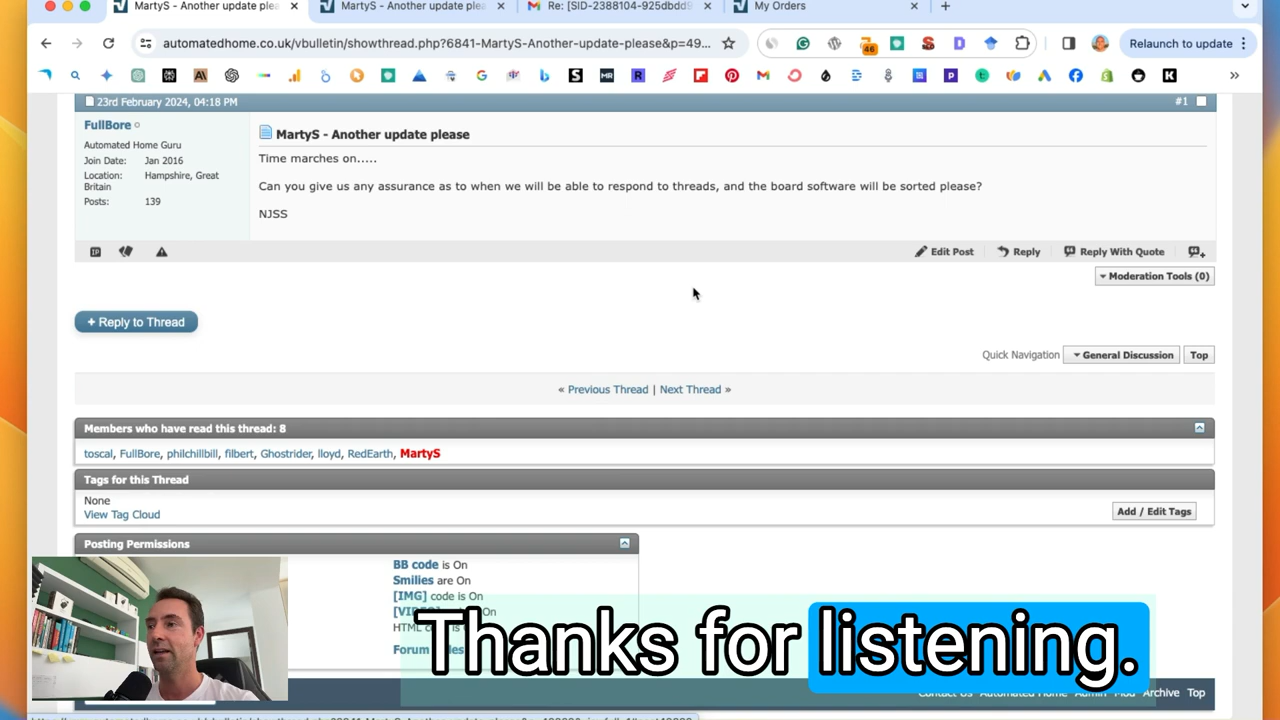 MartyS - Another update plea
MartyS - Another update plea
Re: [SID-2388104-925dbdd9
My Orders
automatedhome.co.uk/vbulletin/showthread.php?6841-MartyS-Another-update-please&p=49...
Relaunch to update
46
23rd February 2024, 04:18 PM
#1
FullBore
Automated Home Guru
Join Date: Jan 2016
Location: Hampshire, Great Britain
Posts: 139
MartyS - Another update please
Time marches on.....
Can you give us any assurance as to when we will be able to respond to threads, and the board software will be sorted please?
NJSS
Edit Post
Reply
Reply With Quote
Moderation Tools (0)
+ Reply to Thread
Quick Navigation
General Discussion
Top
« Previous Thread | Next Thread »
Members who have read this thread: 8
toscal, FullBore, philchillbill, filbert, Ghostrider, lloyd, RedEarth, MartyS
Tags for this Thread
None
View Tag Cloud
Add / Edit Tags
Posting Permissions
BB code is On
Smilies are On
[IMG] code is On
Thanks for listening.
Archive
Top